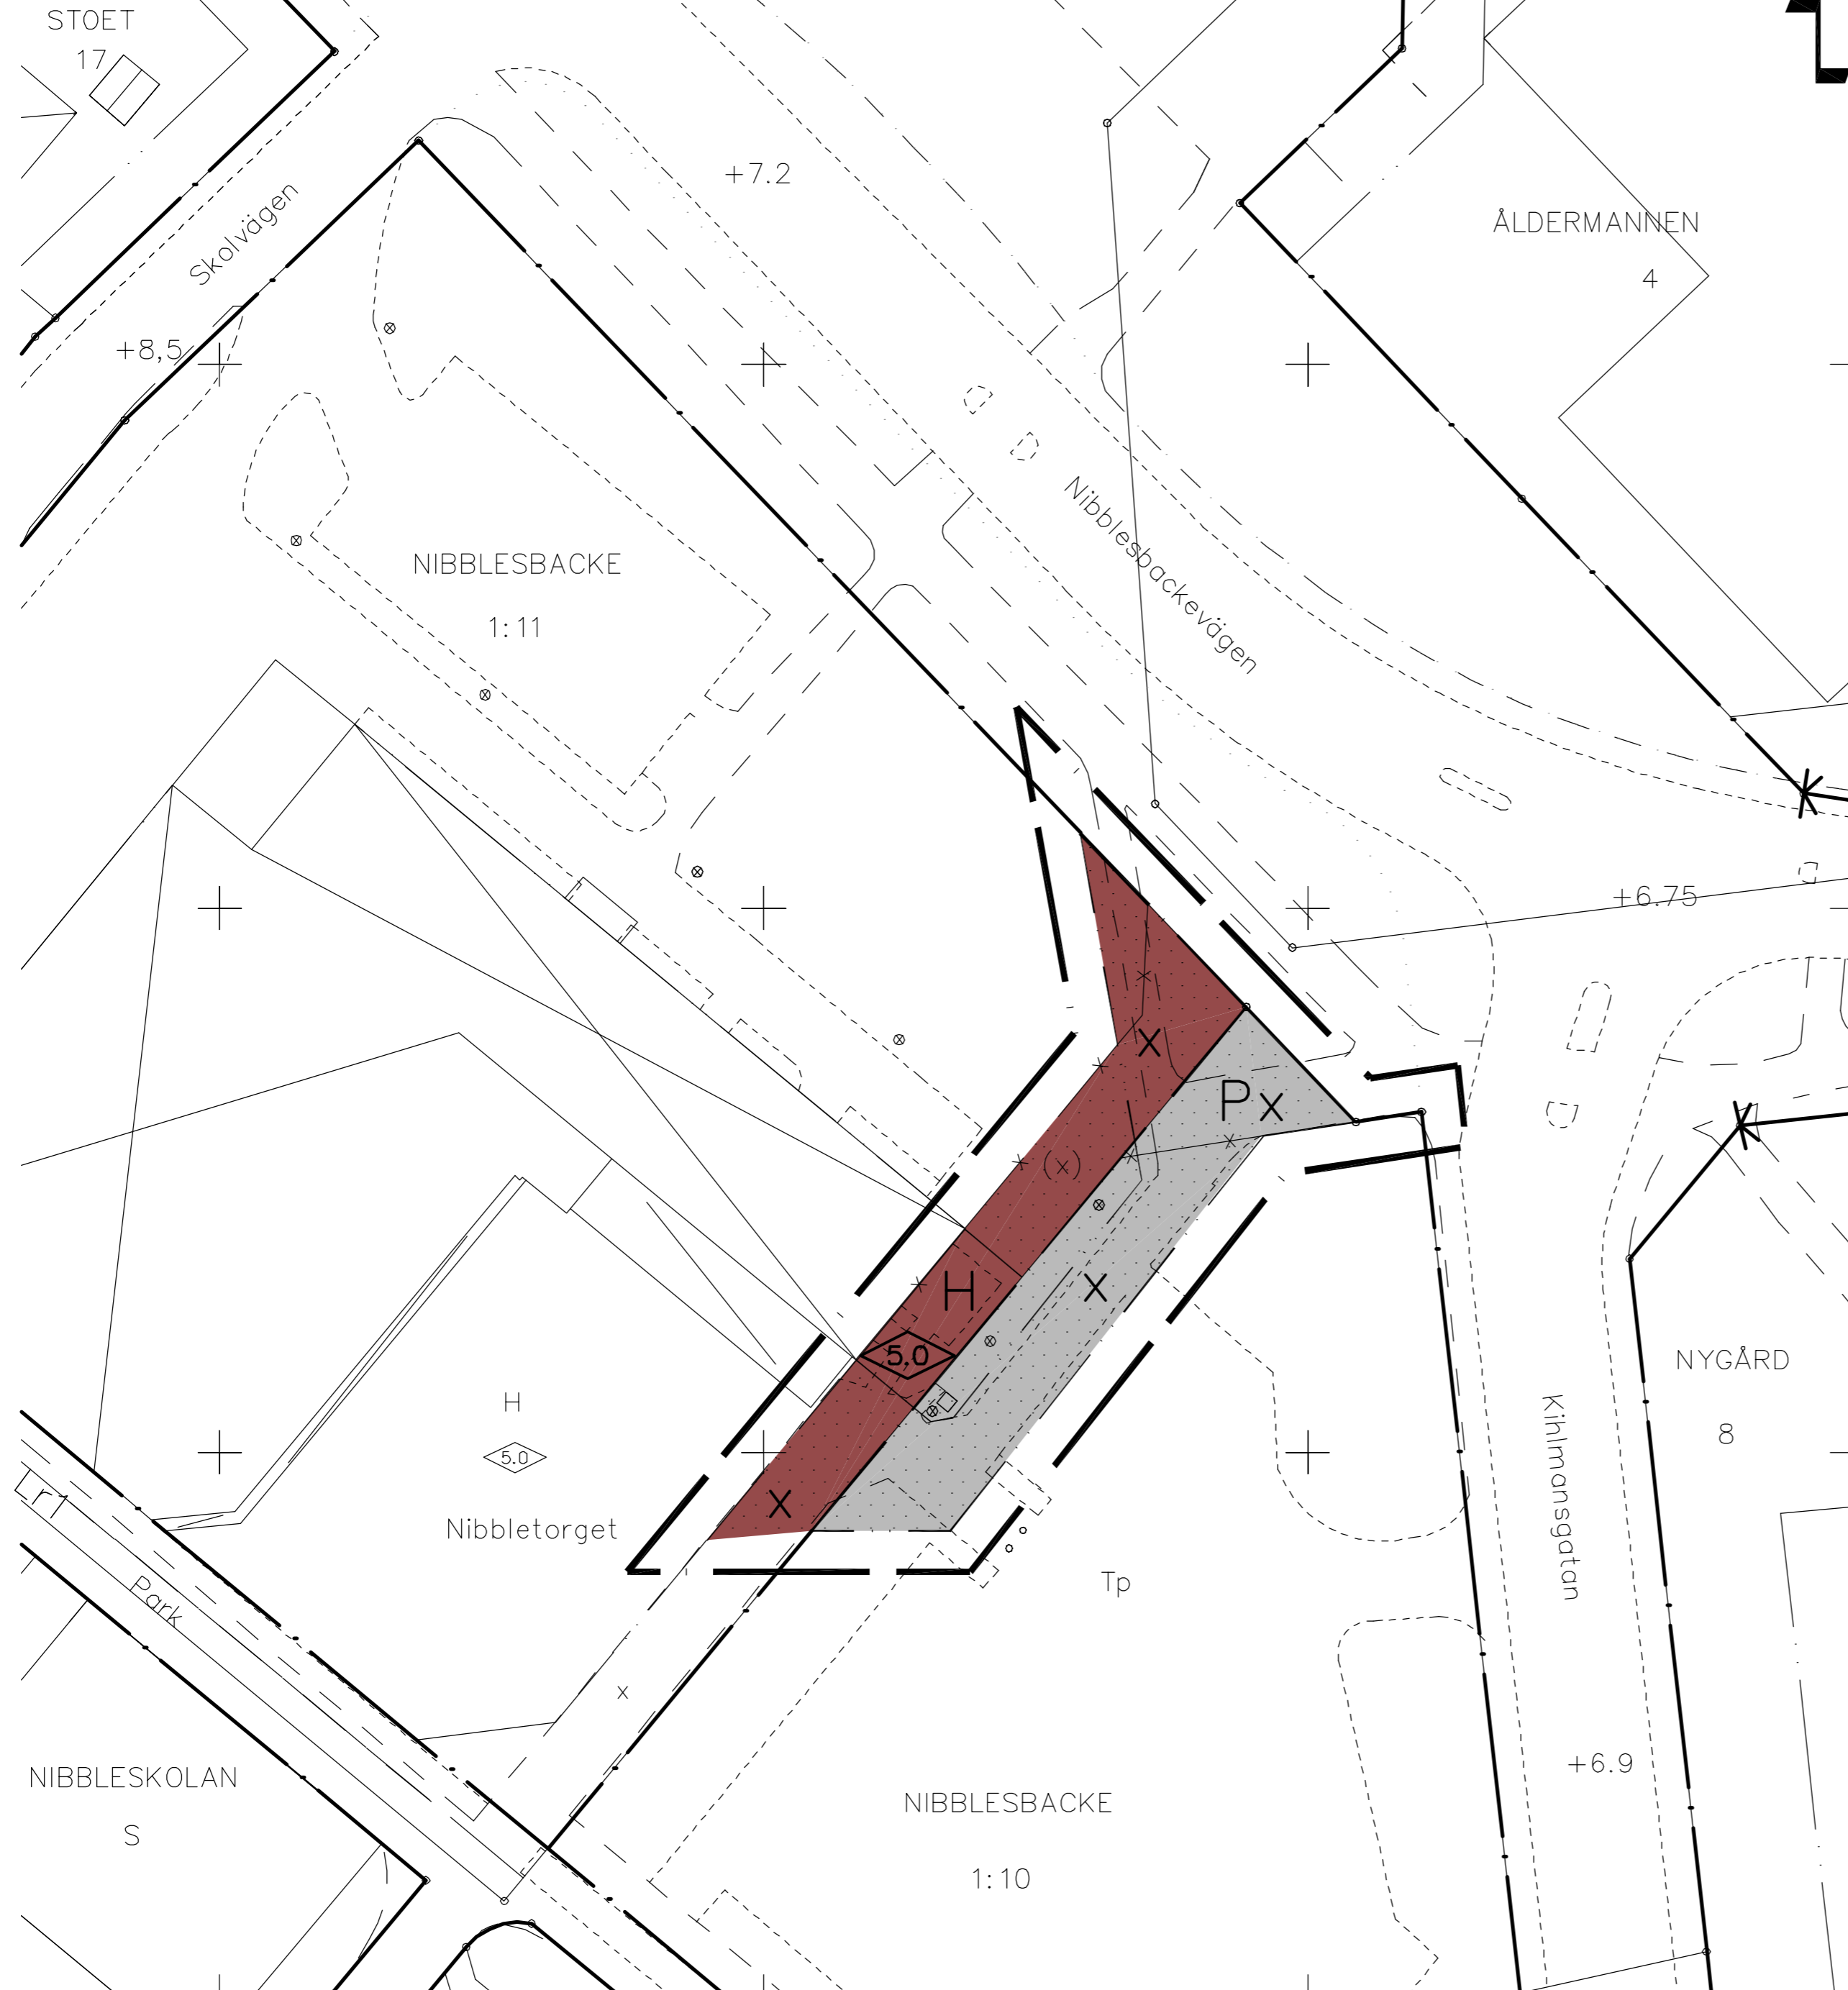 STOET
17
Skolvägen
+7.2
ÅLDERMANNEN
4
+8,5
NIBBLESBACKE
1:11
Nibblesbackevägen
+6.75
x
Px
(x)
H
x
5.0
NYGÅRD
8
H
5.0
x
Nibbletorget
Kihlmansgatan
Park
Tp
x
NIBBLESKOLAN
S
+6.9
NIBBLESBACKE
1:10